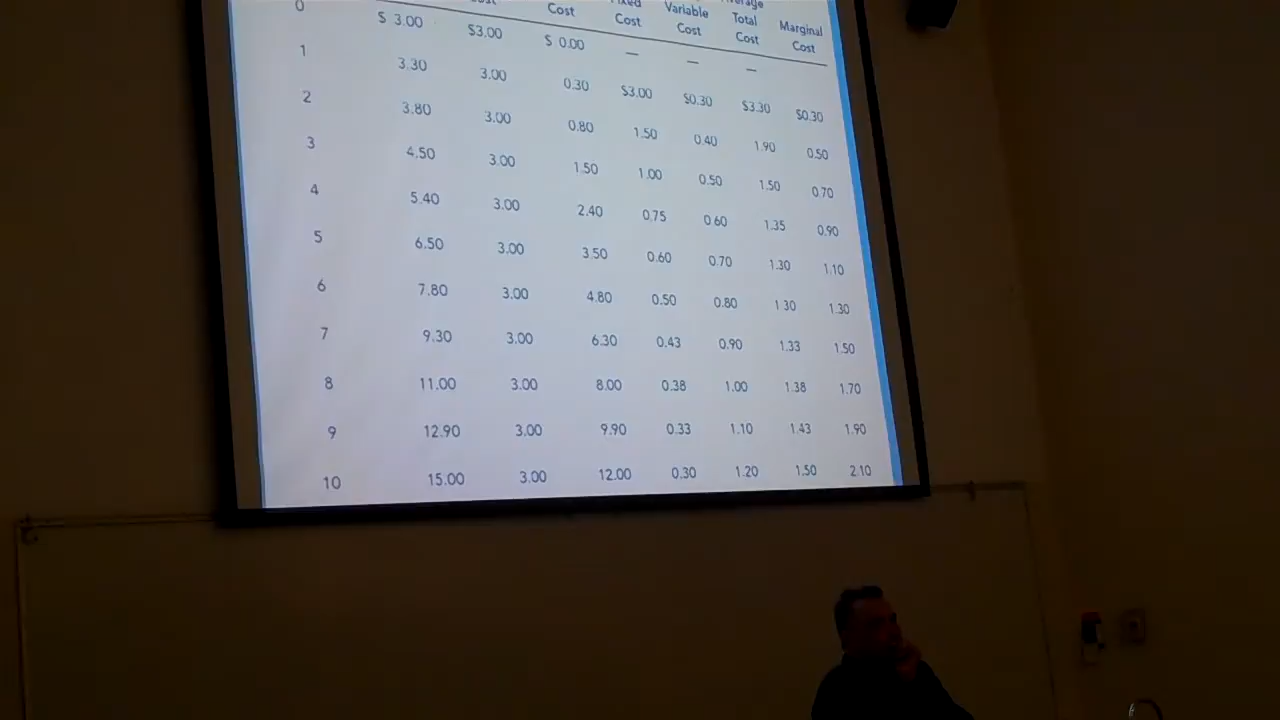 Cost Fixed Cost Variable Cost Total Cost Marginal Cost
0 $ 3.00 $3.00 $ 0.00 — — —
1 3.30 3.00 0.30 $3.00 $0.30 $3.30 $0.30
2 3.80 3.00 0.80 1.50 0.40 1.90 0.50
3 4.50 3.00 1.50 1.00 0.50 1.50 0.70
4 5.40 3.00 2.40 0.75 0.60 1.35 0.90
5 6.50 3.00 3.50 0.60 0.70 1.30 1.10
6 7.80 3.00 4.80 0.50 0.80 1.30 1.30
7 9.30 3.00 6.30 0.43 0.90 1.33 1.50
8 11.00 3.00 8.00 0.38 1.00 1.38 1.70
9 12.90 3.00 9.90 0.33 1.10 1.43 1.90
10 15.00 3.00 12.00 0.30 1.20 1.50 2.10